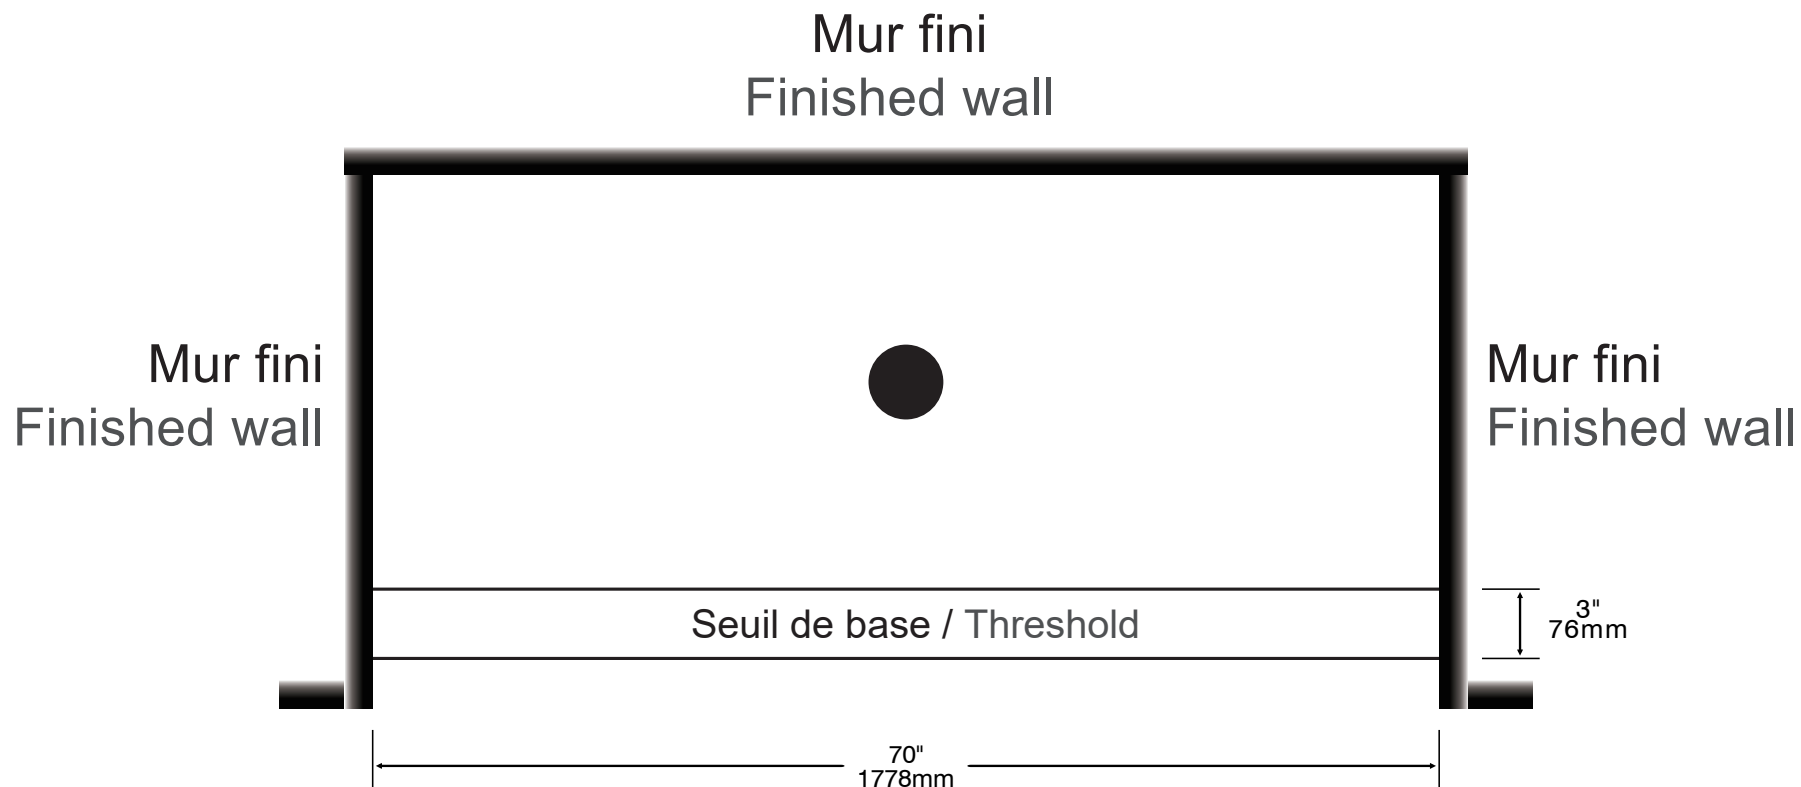 Mur fini
Finished wall
Mur fini
Finished wall
Mur fini
Finished wall
Seuil de base / Threshold
3"
76mm
70"
1778mm